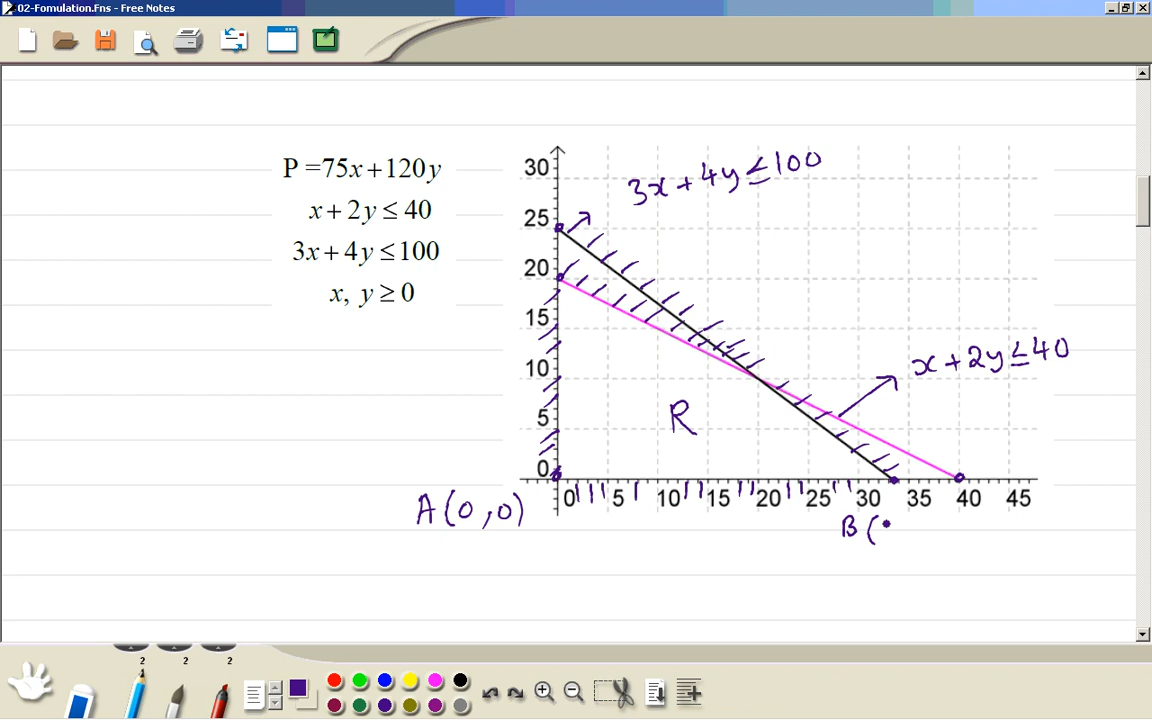 02-Fomulation.Fns - Free Notes
P =75x+120y
x+2y ≤ 40
3x+4y ≤100
x, y ≥ 0
3x+4y≤100
30
25
20
15
10
5
0
x+2y≤40
R
0 5 10 15 20 25 30 35 40 45
A(0,0)
B(
2 2 2